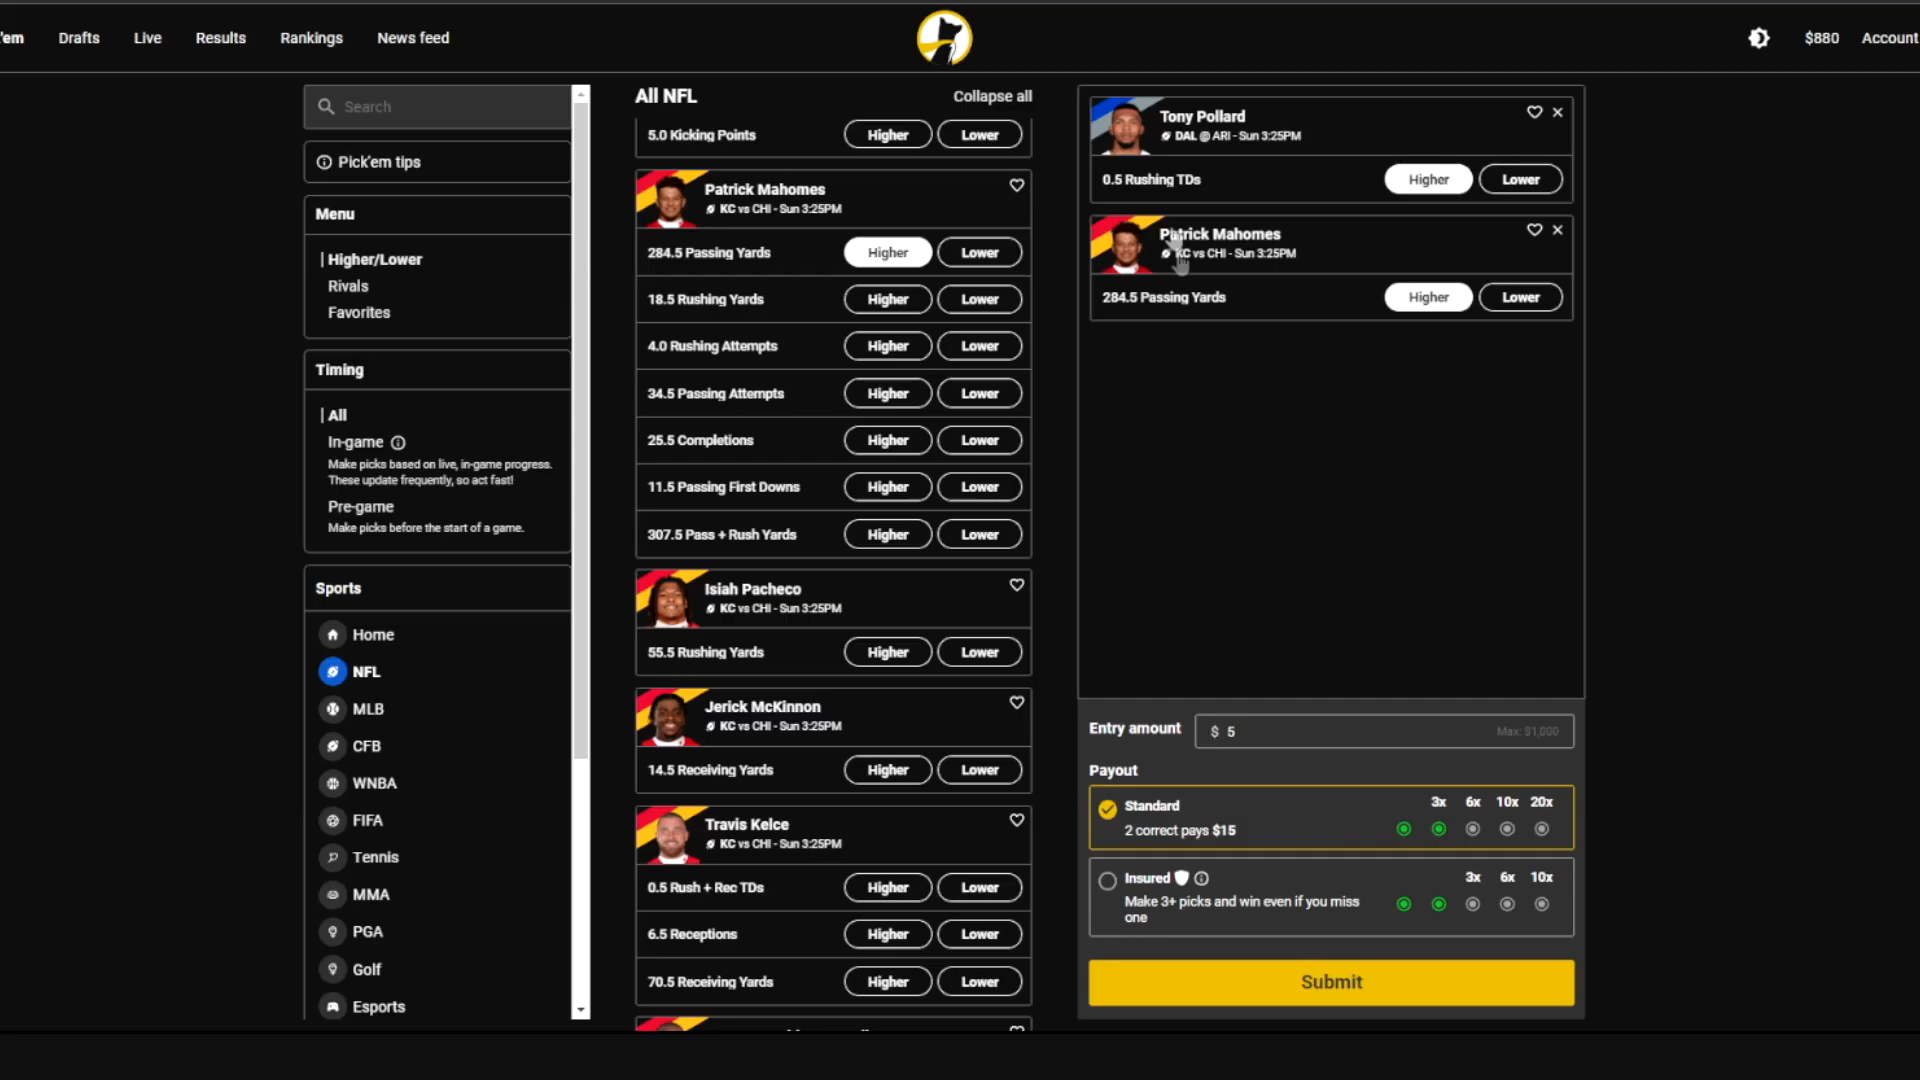 'em
Drafts
Live
Results
Rankings
News feed
$880
Account
Search
Pick'em tips
Menu
Higher/Lower
Rivals
Favorites
Timing
All
In-game
Make picks based on live, in-game progress.
These update frequently, so act fast!
Pre-game
Make picks before the start of a game.
Sports
Home
NFL
MLB
CFB
WNBA
FIFA
Tennis
MMA
PGA
Golf
Esports
All NFL
Collapse all
5.0 Kicking Points Higher Lower
Patrick Mahomes
KC vs CHI - Sun 3:25PM
284.5 Passing Yards Higher Lower
18.5 Rushing Yards Higher Lower
4.0 Rushing Attempts Higher Lower
34.5 Passing Attempts Higher Lower
25.5 Completions Higher Lower
11.5 Passing First Downs Higher Lower
307.5 Pass + Rush Yards Higher Lower
Isiah Pacheco
KC vs CHI - Sun 3:25PM
55.5 Rushing Yards Higher Lower
Jerick McKinnon
KC vs CHI - Sun 3:25PM
14.5 Receiving Yards Higher Lower
Travis Kelce
KC vs CHI - Sun 3:25PM
0.5 Rush + Rec TDs Higher Lower
6.5 Receptions Higher Lower
70.5 Receiving Yards Higher Lower
Tony Pollard
DAL @ ARI - Sun 3:25PM
0.5 Rushing TDs Higher Lower
Patrick Mahomes
KC vs CHI - Sun 3:25PM
284.5 Passing Yards Higher Lower
Entry amount $ 5 Max: $1,000
Payout
Standard 3x 6x 10x 20x
2 correct pays $15
Insured 3x 6x 10x
Make 3+ picks and win even if you miss
one
Submit